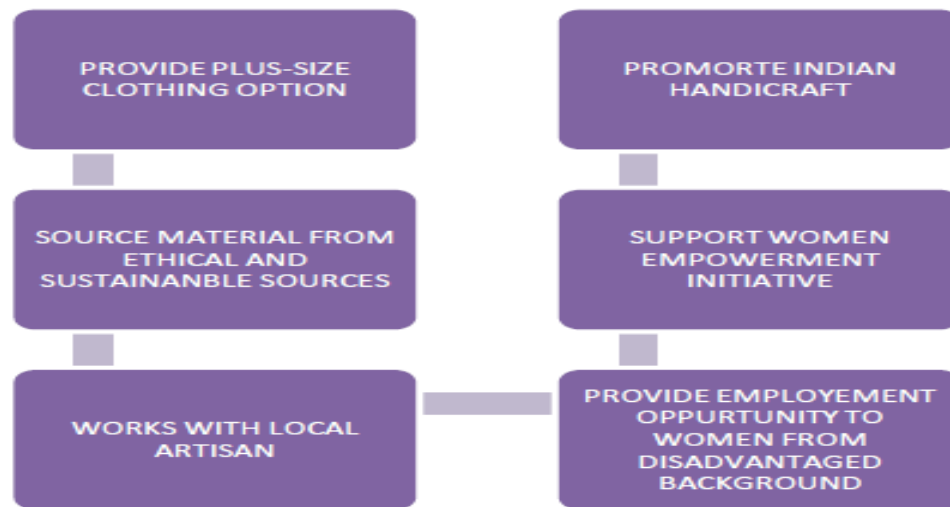 PROVIDE PLUS-SIZE
CLOTHING OPTION
SOURCE MATERIAL FROM
ETHICAL AND
SUSTAINANBLE SOURCES
WORKS WITH LOCAL
ARTISAN
PROVIDE EMPLOYEMENT
OPPURTUNITY TO
WOMEN FROM
DISADVANTAGED
BACKGROUND
SUPPORT WOMEN
EMPOWERMENT
INITIATIVE
PROMORTE INDIAN
HANDICRAFT